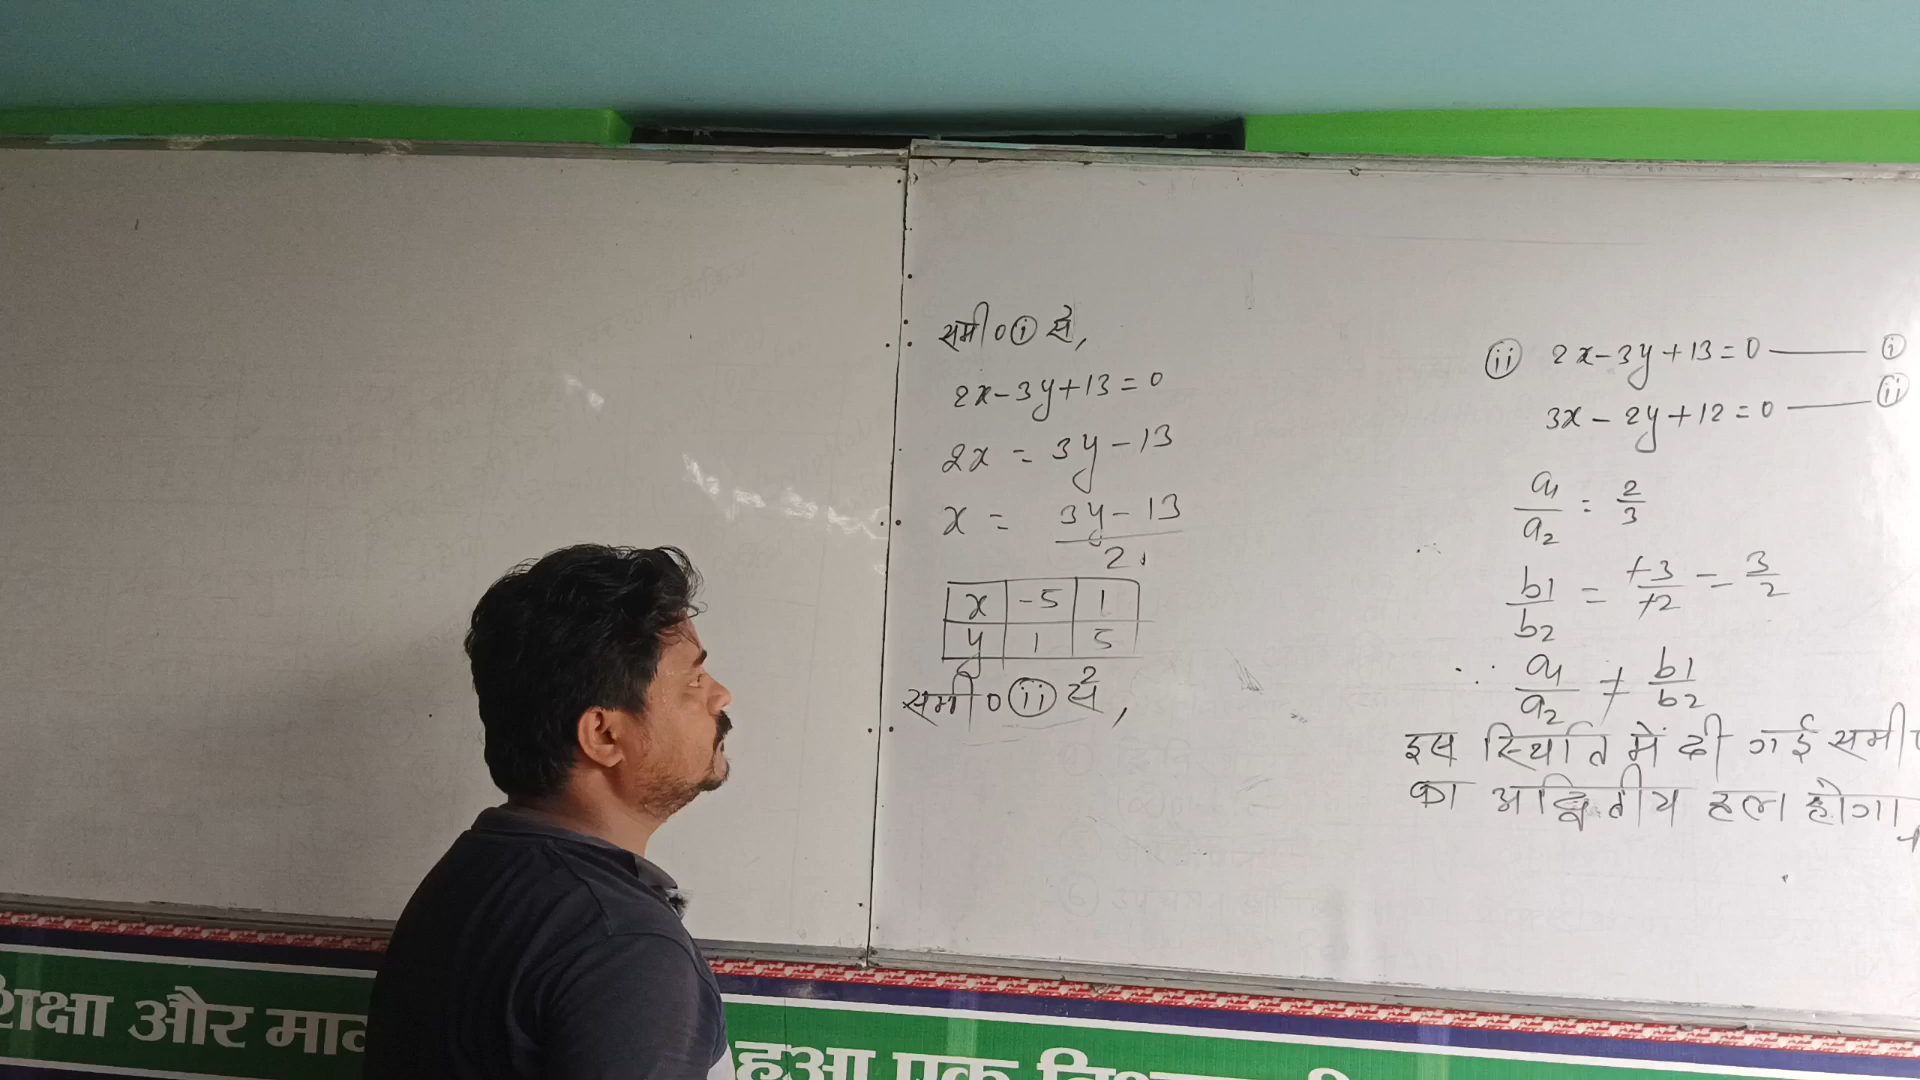 समी० ⓘ से,
2x-3y+13=0
2x = 3y-13
x = 3y-13/2
x | -5 | 1
y | 1 | 5
समी० (ii) से,
(ii) 2x-3y+13=0 —— (i)
3x-2y+12=0 —— (ii)
a1/a2 = 2/3
b1/b2 = +3/+2 = 3/2
∴ a1/a2 ≠ b1/b2
इस स्थिति में दी गई समी
का अद्वितीय हल होगा
शिक्षा और
हुआ एक